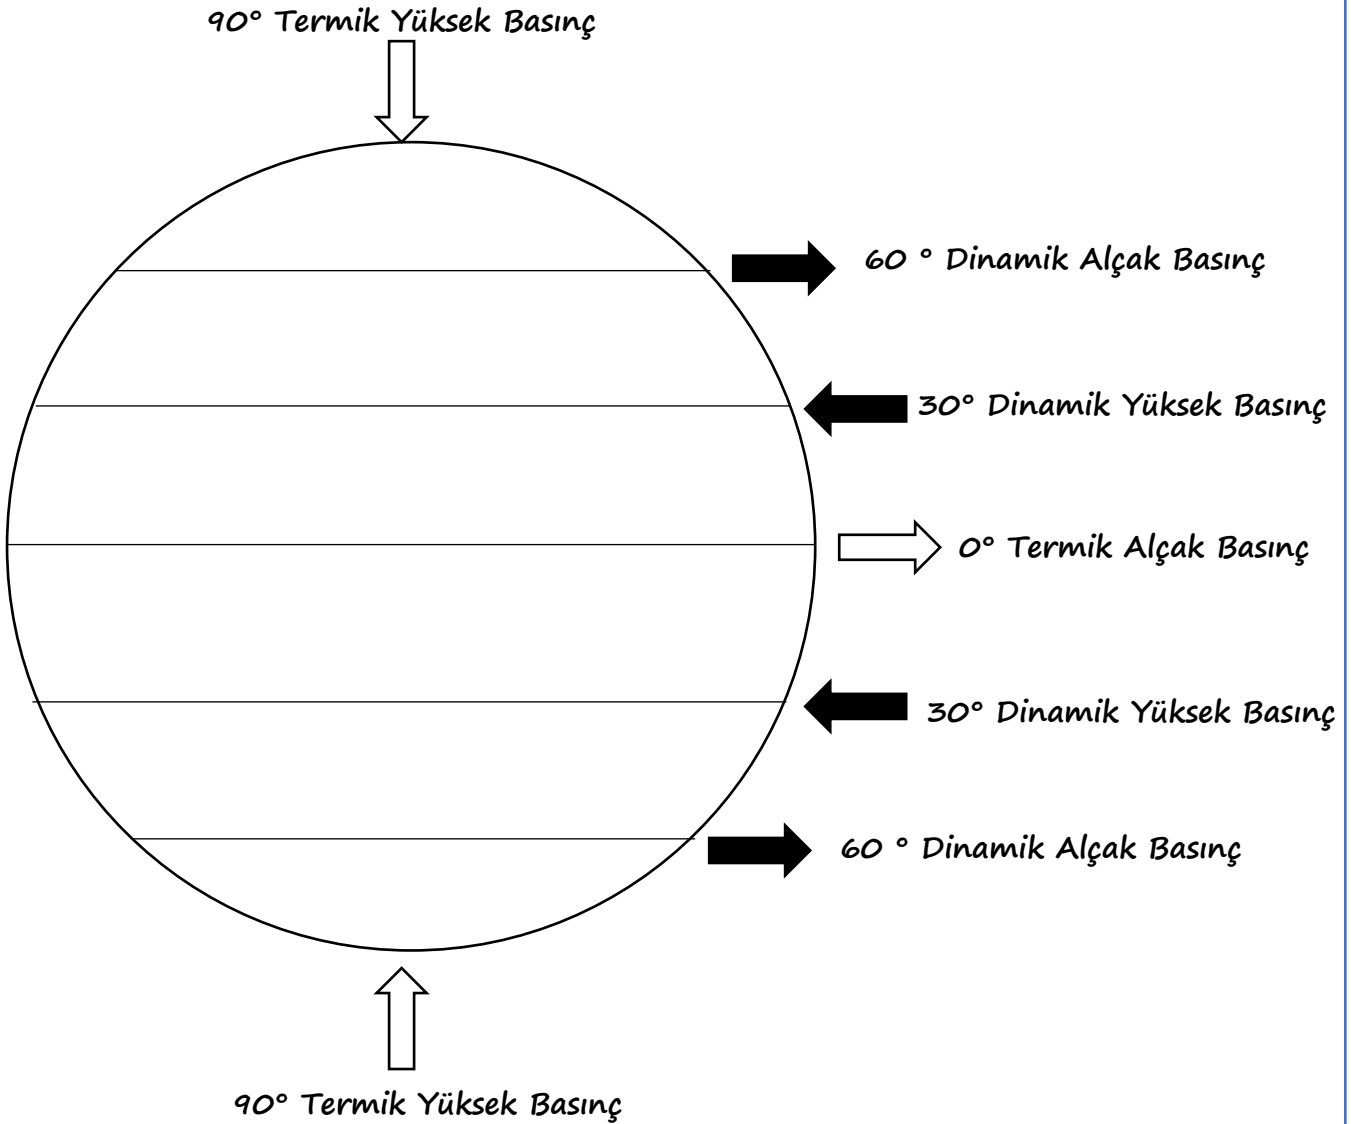 90° Termik Yüksek Basınç
60 ° Dinamik Alçak Basınç
30° Dinamik Yüksek Basınç
0° Termik Alçak Basınç
30° Dinamik Yüksek Basınç
60 ° Dinamik Alçak Basınç
90° Termik Yüksek Basınç